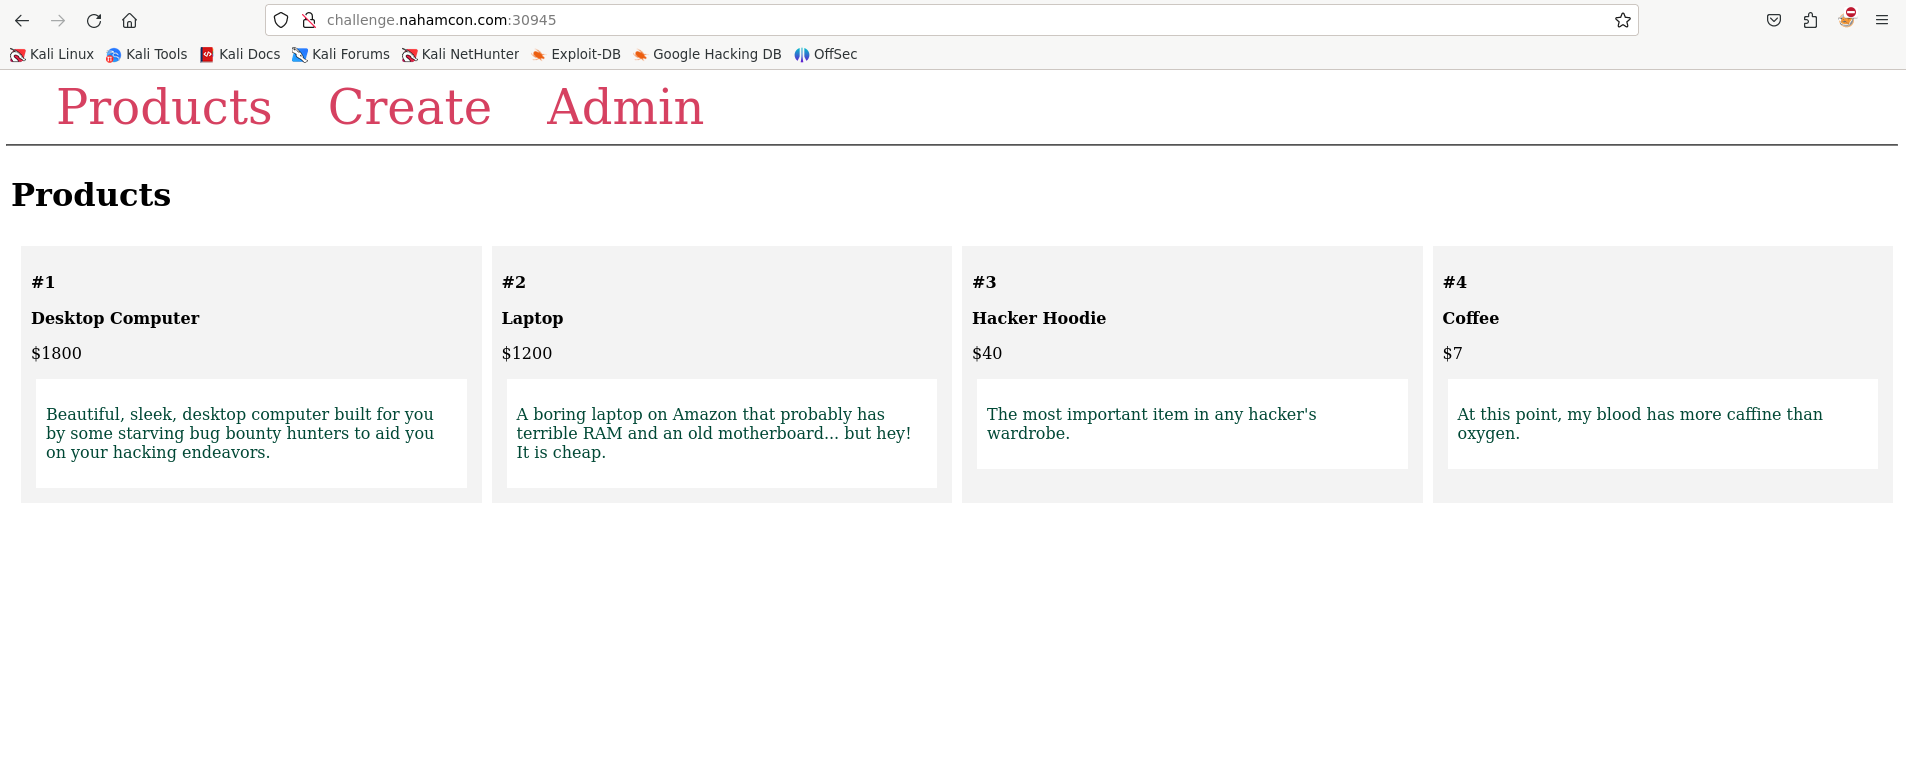 challenge.nahamcon.com:30945
Kali Linux Kali Tools Kali Docs Kali Forums Kali NetHunter Exploit-DB Google Hacking DB OffSec
Products Create Admin
Products
#1
Desktop Computer
$1800
Beautiful, sleek, desktop computer built for you
by some starving bug bounty hunters to aid you
on your hacking endeavors.
#2
Laptop
$1200
A boring laptop on Amazon that probably has
terrible RAM and an old motherboard... but hey!
It is cheap.
#3
Hacker Hoodie
$40
The most important item in any hacker's
wardrobe.
#4
Coffee
$7
At this point, my blood has more caffine than
oxygen.